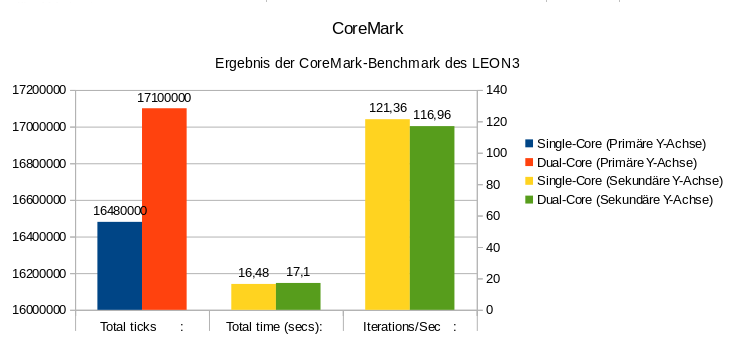 CoreMark
Ergebnis der CoreMark-Benchmark des LEON3
17200000
17000000
16800000
16600000
16400000
16200000
16000000
16480000
17100000
16,48
17,1
121,36
116,96
140
120
100
80
60
40
20
0
Total ticks :
Total time (secs):
Iterations/Sec :
Single-Core (Primäre Y-Achse)
Dual-Core (Primäre Y-Achse)
Single-Core (Sekundäre Y-Achse)
Dual-Core (Sekundäre Y-Achse)